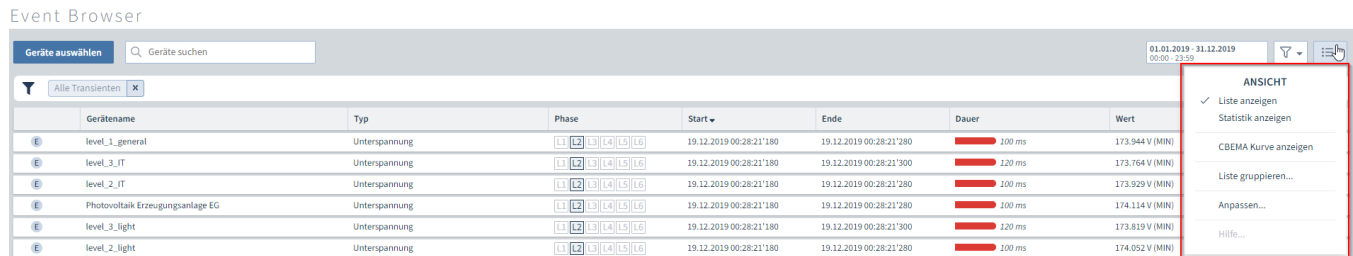 Event Browser
Geräte auswählen
Geräte suchen
01.01.2019 - 31.12.2019
00:00 - 23:59
Alle Transienten x
ANSICHT
Liste anzeigen
Statistik anzeigen
CBEMA Kurve anzeigen
Liste gruppieren...
Anpassen...
Hilfe...
Gerätename Typ Phase Start Ende Dauer Wert
E level_1_general Unterspannung L1 L2 L3 L4 L5 L6 19.12.2019 00:28:21'180 19.12.2019 00:28:21'280 100 ms 173.944 V (MIN)
E level_3_IT Unterspannung L1 L2 L3 L4 L5 L6 19.12.2019 00:28:21'180 19.12.2019 00:28:21'300 120 ms 173.764 V (MIN)
E level_2_IT Unterspannung L1 L2 L3 L4 L5 L6 19.12.2019 00:28:21'180 19.12.2019 00:28:21'280 100 ms 173.929 V (MIN)
E Photovoltaik Erzeugungsanlage EG Unterspannung L1 L2 L3 L4 L5 L6 19.12.2019 00:28:21'180 19.12.2019 00:28:21'280 100 ms 174.114 V (MIN)
E level_3_light Unterspannung L1 L2 L3 L4 L5 L6 19.12.2019 00:28:21'180 19.12.2019 00:28:21'300 120 ms 173.819 V (MIN)
E level_2_light Unterspannung L1 L2 L3 L4 L5 L6 19.12.2019 00:28:21'180 19.12.2019 00:28:21'280 100 ms 174.052 V (MIN)